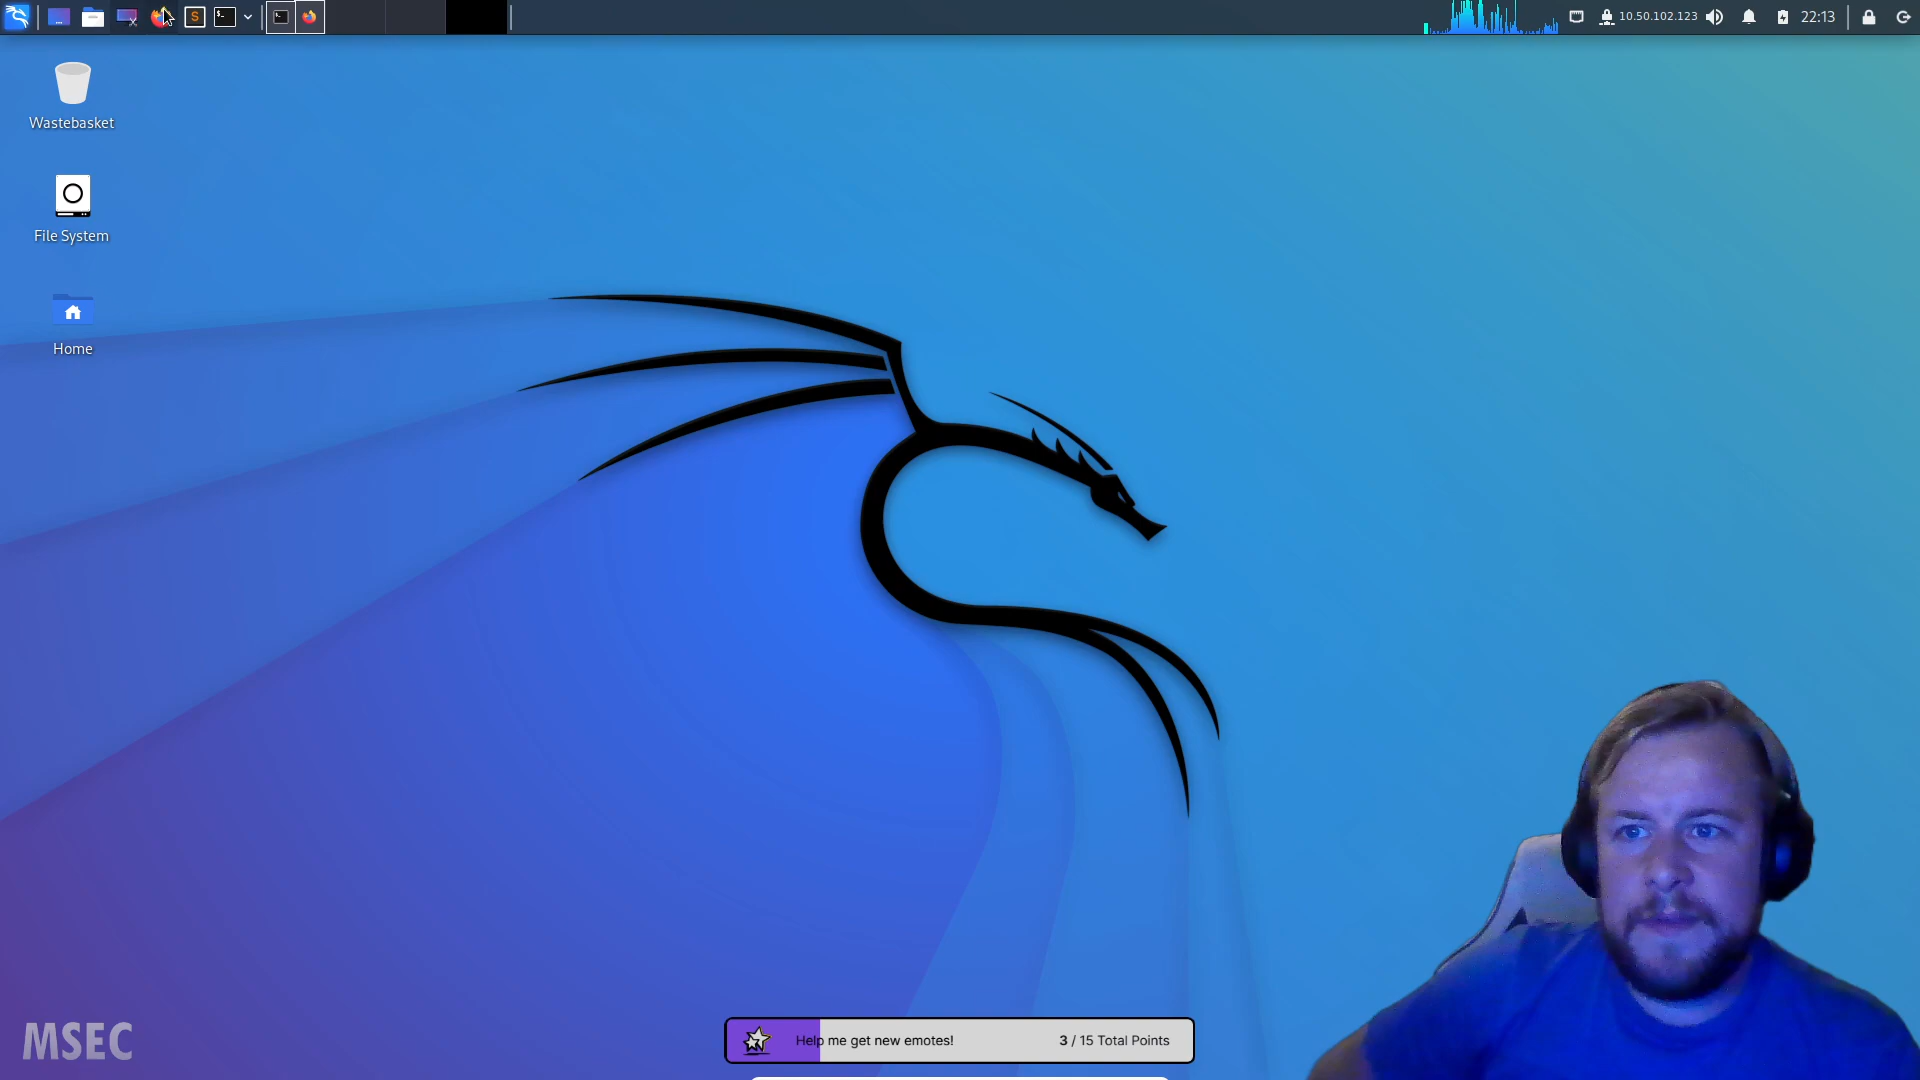 10.50.102.123
22:13
Wastebasket
File System
Home
MSEC
Help me get new emotes!
3 / 15 Total Points